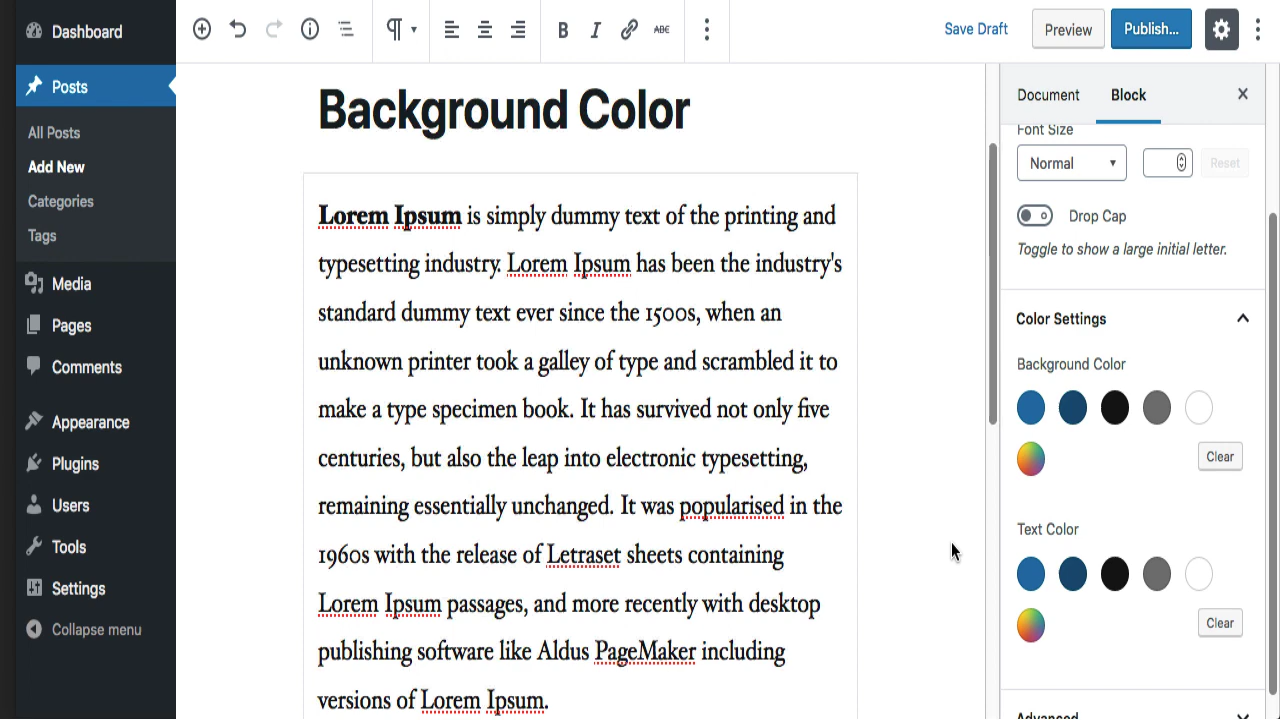 Dashboard
Posts
All Posts
Add New
Categories
Tags
Media
Pages
Comments
Appearance
Plugins
Users
Tools
Settings
Collapse menu
B I ABC
Save Draft
Preview
Publish...
Background Color
Lorem Ipsum is simply dummy text of the printing and
typesetting industry. Lorem Ipsum has been the industry's
standard dummy text ever since the 1500s, when an
unknown printer took a galley of type and scrambled it to
make a type specimen book. It has survived not only five
centuries, but also the leap into electronic typesetting,
remaining essentially unchanged. It was popularised in the
1960s with the release of Letraset sheets containing
Lorem Ipsum passages, and more recently with desktop
publishing software like Aldus PageMaker including
versions of Lorem Ipsum.
Document
Block
Font Size
Normal
Reset
Drop Cap
Toggle to show a large initial letter.
Color Settings
Background Color
Clear
Text Color
Clear
Advanced